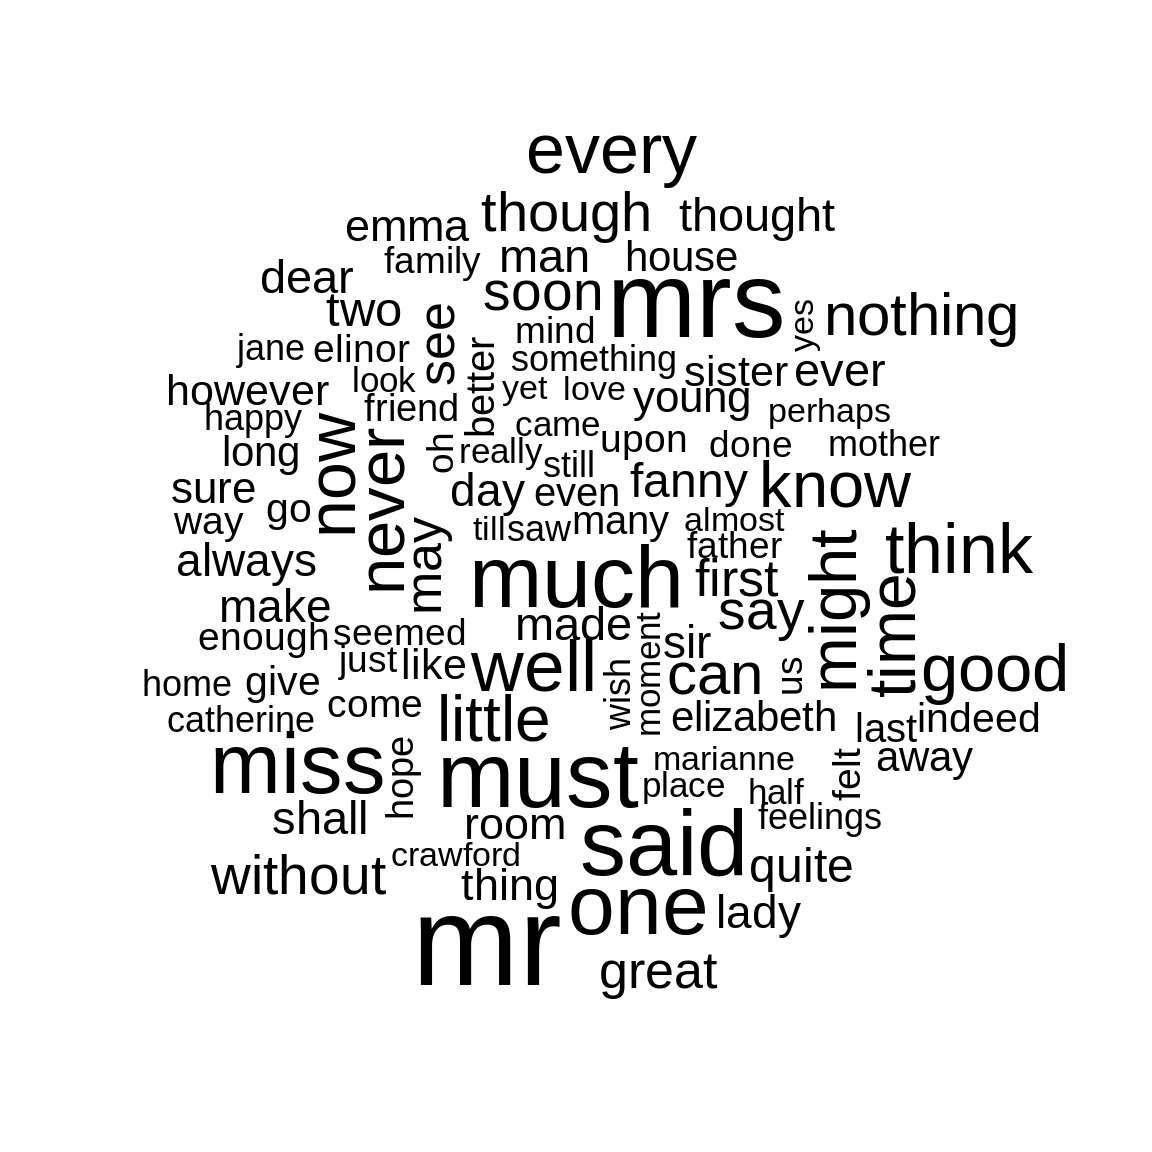 every
though thought
emma
family man house
dear soon mrs
two see yes nothing
mind
jane elinor better something
look yet love sister ever
however friend young perhaps
happy now came
long never oh really upon done mother
still
sure day even fanny know
go
way may till saw many almost
father might think
always much first
make say time
enough seemed made moment sir
just like well wish can us good
home give
catherine come little elizabeth last indeed
miss hope must marianne felt away
place half
shall room said feelings
crawford quite
without thing
mr one lady
great